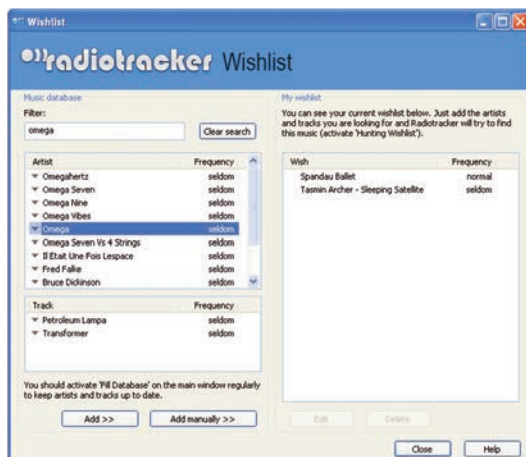 Wishlist
radiotracker Wishlist
Music database
Filter:
omega
Clear search
Artist Frequency
Omegahertz seldom
Omega Seven seldom
Omega Nine seldom
Omega Vibes seldom
Omega seldom
Omega Seven Vs 4 Strings seldom
Il Etait Une Fois Lespace seldom
Fred Falke seldom
Bruce Dickinson seldom
Track Frequency
Petroleum Lampa seldom
Transformer seldom
You should activate 'Fill Database' on the main window regularly
to keep artists and tracks up to date.
Add >> Add manually >>
My wishlist
You can see your current wishlist below. Just add the artists
and tracks you are looking for and Radiotracker will try to find
this music (activate 'Hunting Wishlist').
Wish Frequency
Spandau Ballet normal
Tasmin Archer - Sleeping Satellite seldom
Edit Delete
Close Help